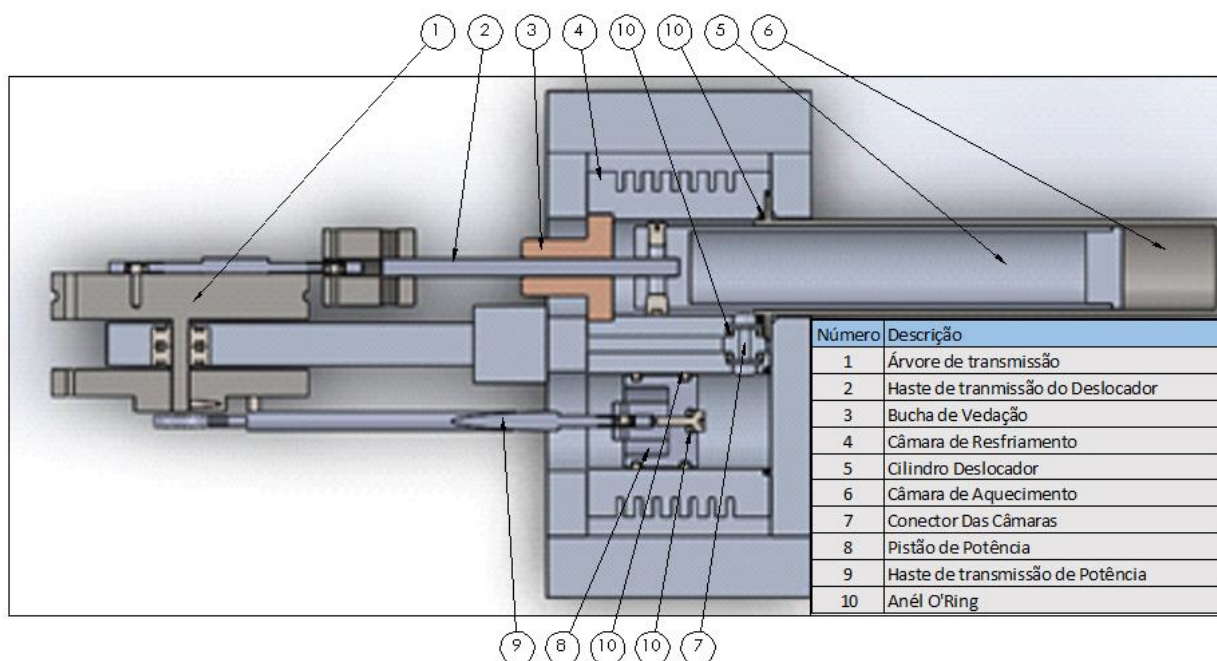 1 2 3 4 10 10 5 6
Número Descrição
1 Árvore de transmissão
2 Haste de tranmissão do Deslocador
3 Bucha de Vedação
4 Câmara de Resfriamento
5 Cilindro Deslocador
6 Câmara de Aquecimento
7 Conector Das Câmaras
8 Pistão de Potência
9 Haste de transmissão de Potência
10 Anél O'Ring
9 8 10 10 7